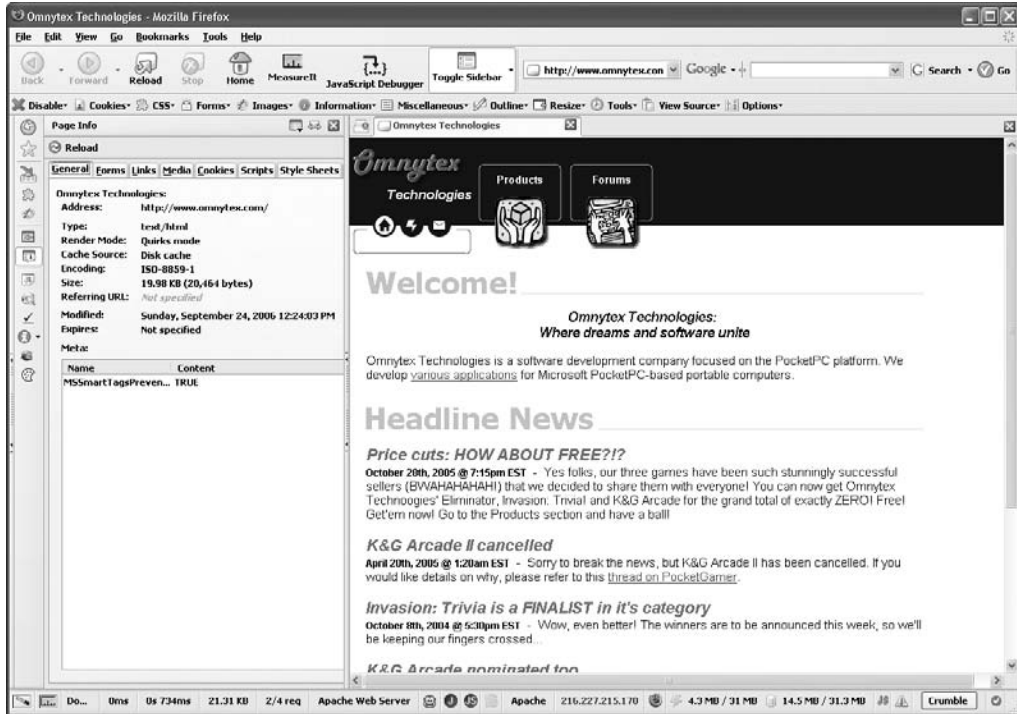 Omnytex Technologies - Mozilla Firefox
File Edit View Go Bookmarks Tools Help
Back Forward Reload Stop Home MeasureIt JavaScript Debugger Toggle Sidebar http://www.omnytex.con Google Search Go
Disable Cookies CSS Forms Images Information Miscellaneous Outline Resize Tools View Source Options
Page Info
Omnytex Technologies
Reload
General Forms Links Media Cookies Scripts Style Sheets
Omnytex Technologies:
Address: http://www.omnytex.com/
Type: text/html
Render Mode: Quirks mode
Cache Source: Disk cache
Encoding: ISO-8859-1
Size: 19.98 KB (20,464 bytes)
Referring URL: Not specified
Modified: Sunday, September 24, 2006 12:24:03 PM
Expires: Not specified
Meta:
Name Content
MSSmartTagsPreven... TRUE
Omnytex
Technologies
Products Forums
Welcome!
Omnytex Technologies:
Where dreams and software unite
Omnytex Technologies is a software development company focused on the PocketPC platform. We
develop various applications for Microsoft PocketPC-based portable computers.
Headline News
Price cuts: HOW ABOUT FREE?!?
October 20th, 2005 @ 7:15pm EST - Yes folks, our three games have been such stunningly successful
sellers (BWAHAHAHAH!) that we decided to share them with everyone! You can now get Omnytex
Technoogies' Eliminator, Invasion: Trivia! and K&G Arcade for the grand total of exactly ZERO! Free!
Get'em now! Go to the Products section and have a ball!
K&G Arcade II cancelled
April 20th, 2005 @ 1:20am EST - Sorry to break the news, but K&G Arcade II has been cancelled. If you
would like details on why, please refer to this thread on PocketGamer.
Invasion: Trivia is a FINALIST in it's category
October 8th, 2004 @ 5:30pm EST - Wow, even better! The winners are to be announced this week, so we'll
be keeping our fingers crossed...
K&G Arcade nominated too
Do... 0ms 0s 734ms 21.31 KB 2/4 req Apache Web Server Apache 216.227.215.170 4.3 MB / 31 MB 14.5 MB / 31.3 MB Crumble